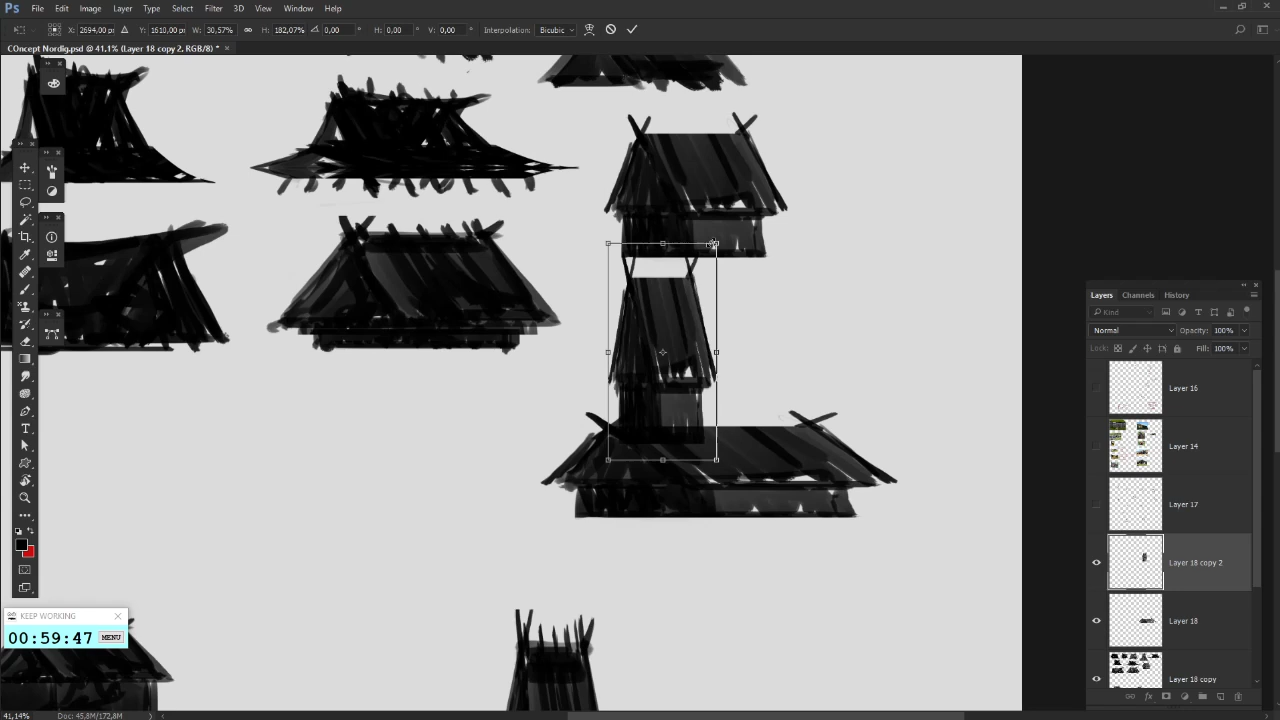 Ps File Edit Image Layer Type Select Filter 3D View Window Help
X: 2694,00 px Y: 1610,00 px W: 30,57% H: 182,07% 0,00 ° H: 0,00 ° V: 0,00 ° Interpolation: Bicubic
COncept Nordig.psd @ 41,1% (Layer 18 copy 2, RGB/8) * ×
Layers Channels History
Kind
Normal Opacity: 100%
Lock: Fill: 100%
Layer 16
Layer 14
Layer 17
Layer 18 copy 2
Layer 18
Layer 18 copy
KEEP WORKING
00:59:47 MENU
41,14% Doc: 45,8M/172,8M